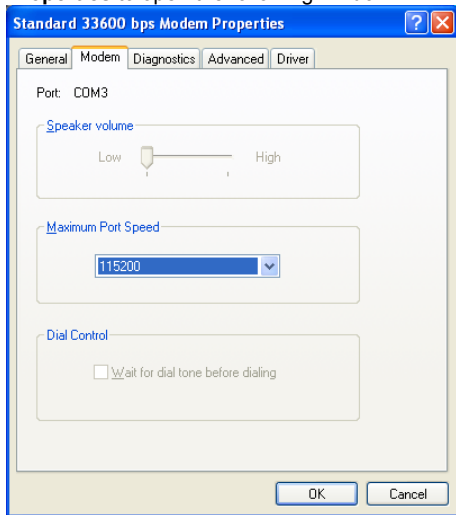 Standard 33600 bps Modem Properties
General Modem Diagnostics Advanced Driver
Port: COM3
Speaker volume
Low High
Maximum Port Speed
115200
Dial Control
Wait for dial tone before dialing
OK Cancel